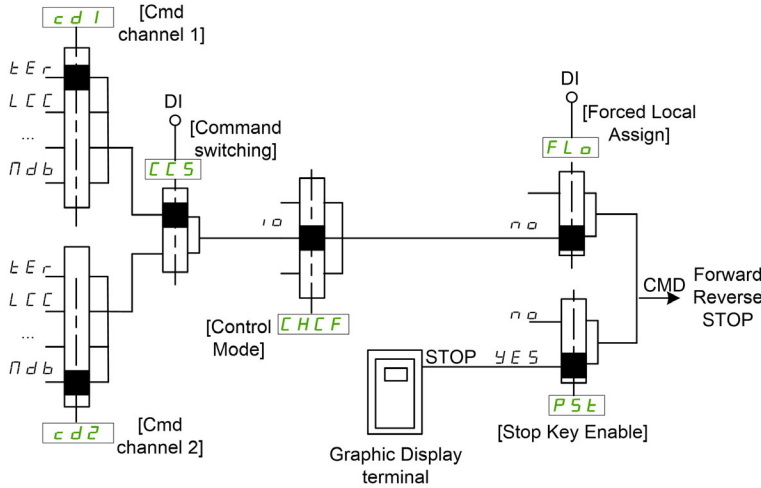 cd1
[Cmd
channel 1]
tEr
LCC
...
Mdb
DI
[Command
switching]
CCS
DI
[Forced Local
Assign]
FLo
tEr
LCC
...
Mdb
cd2
[Cmd
channel 2]
io
[Control
Mode]
CHCF
no
CMD
Forward
Reverse
STOP
no
STOP
YES
PSt
[Stop Key Enable]
Graphic Display
terminal